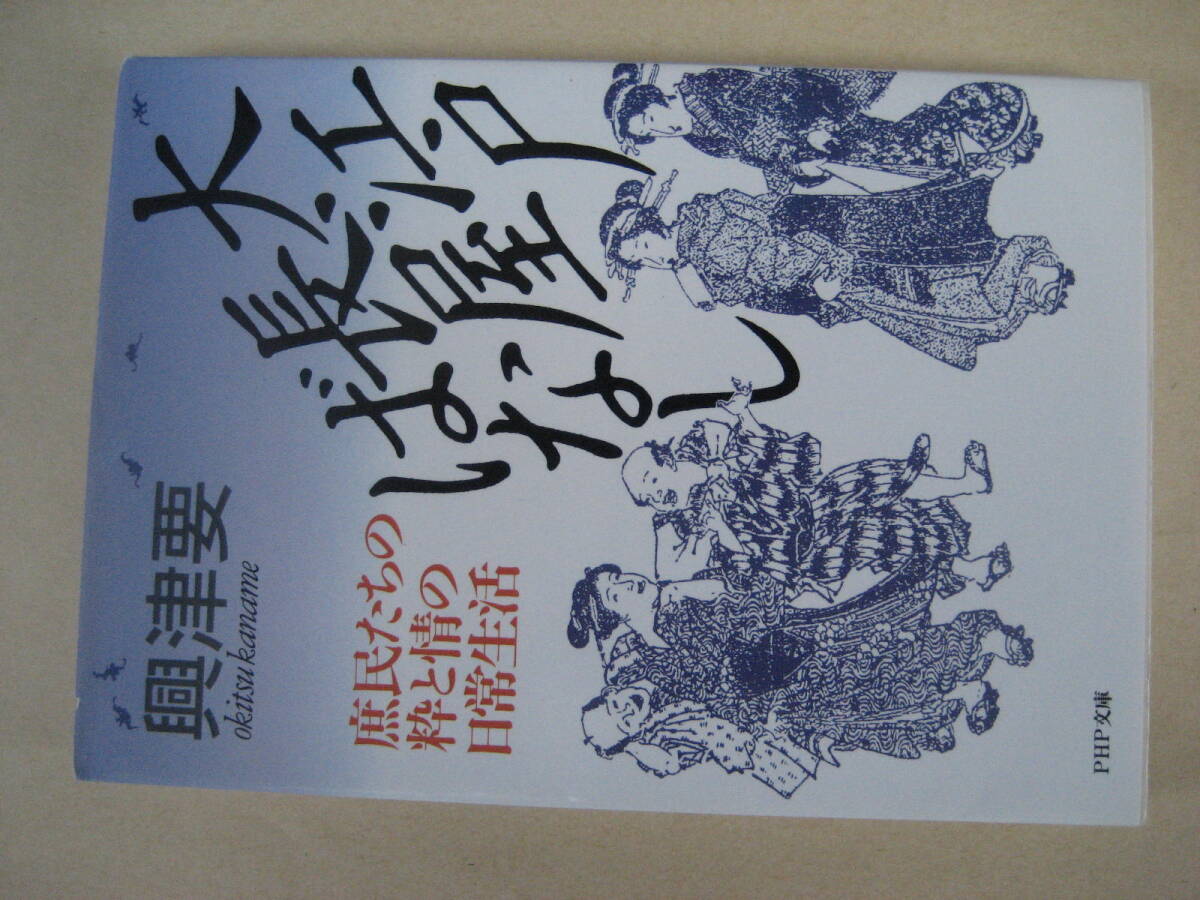 大江戸
長屋
ばなし
庶民たちの
粋と情の
日常生活
興津要
okitsu kaname
PHP文庫